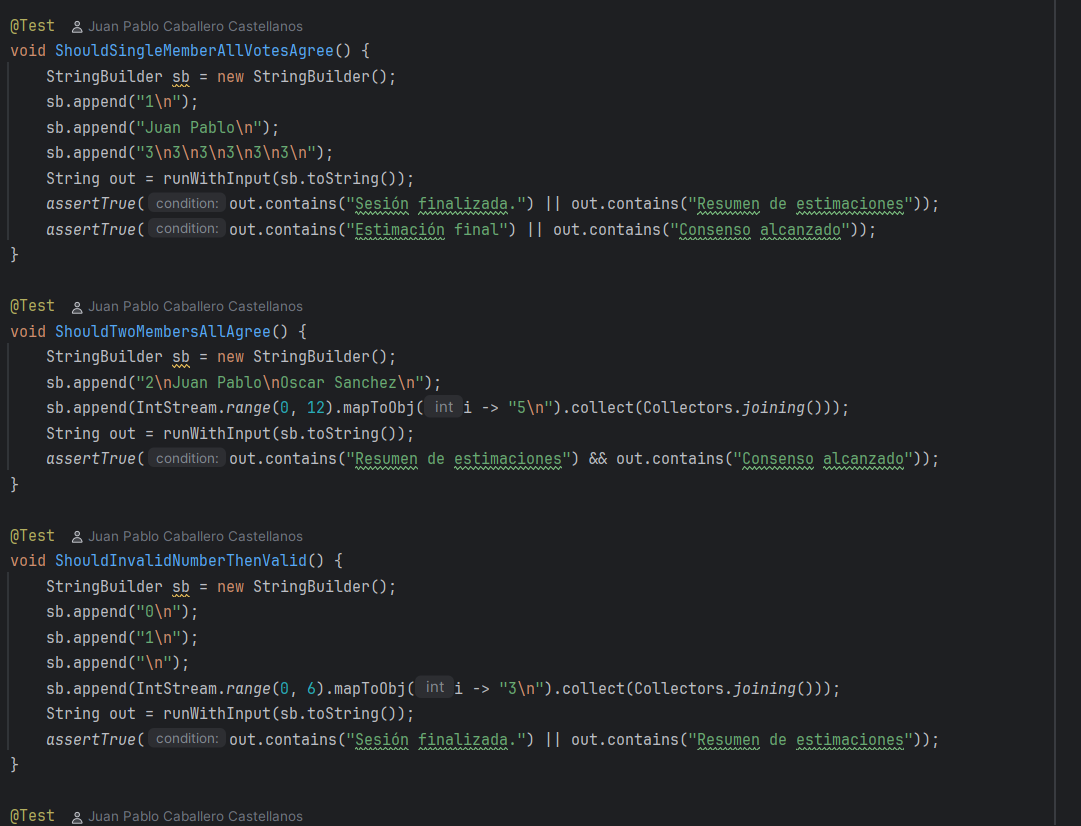 @Test Juan Pablo Caballero Castellanos
void ShouldSingleMemberAllVotesAgree() {
    StringBuilder sb = new StringBuilder();
    sb.append("1\n");
    sb.append("Juan Pablo\n");
    sb.append("3\n3\n3\n3\n3\n3\n");
    String out = runWithInput(sb.toString());
    assertTrue( condition: out.contains("Sesión finalizada.") || out.contains("Resumen de estimaciones"));
    assertTrue( condition: out.contains("Estimación final") || out.contains("Consenso alcanzado"));
}
@Test Juan Pablo Caballero Castellanos
void ShouldTwoMembersAllAgree() {
    StringBuilder sb = new StringBuilder();
    sb.append("2\nJuan Pablo\nOscar Sanchez\n");
    sb.append(IntStream.range(0, 12).mapToObj( int i -> "5\n").collect(Collectors.joining()));
    String out = runWithInput(sb.toString());
    assertTrue( condition: out.contains("Resumen de estimaciones") && out.contains("Consenso alcanzado"));
}
@Test Juan Pablo Caballero Castellanos
void ShouldInvalidNumberThenValid() {
    StringBuilder sb = new StringBuilder();
    sb.append("0\n");
    sb.append("1\n");
    sb.append("\n");
    sb.append(IntStream.range(0, 6).mapToObj( int i -> "3\n").collect(Collectors.joining()));
    String out = runWithInput(sb.toString());
    assertTrue( condition: out.contains("Sesión finalizada.") || out.contains("Resumen de estimaciones"));
}
@Test Juan Pablo Caballero Castellanos